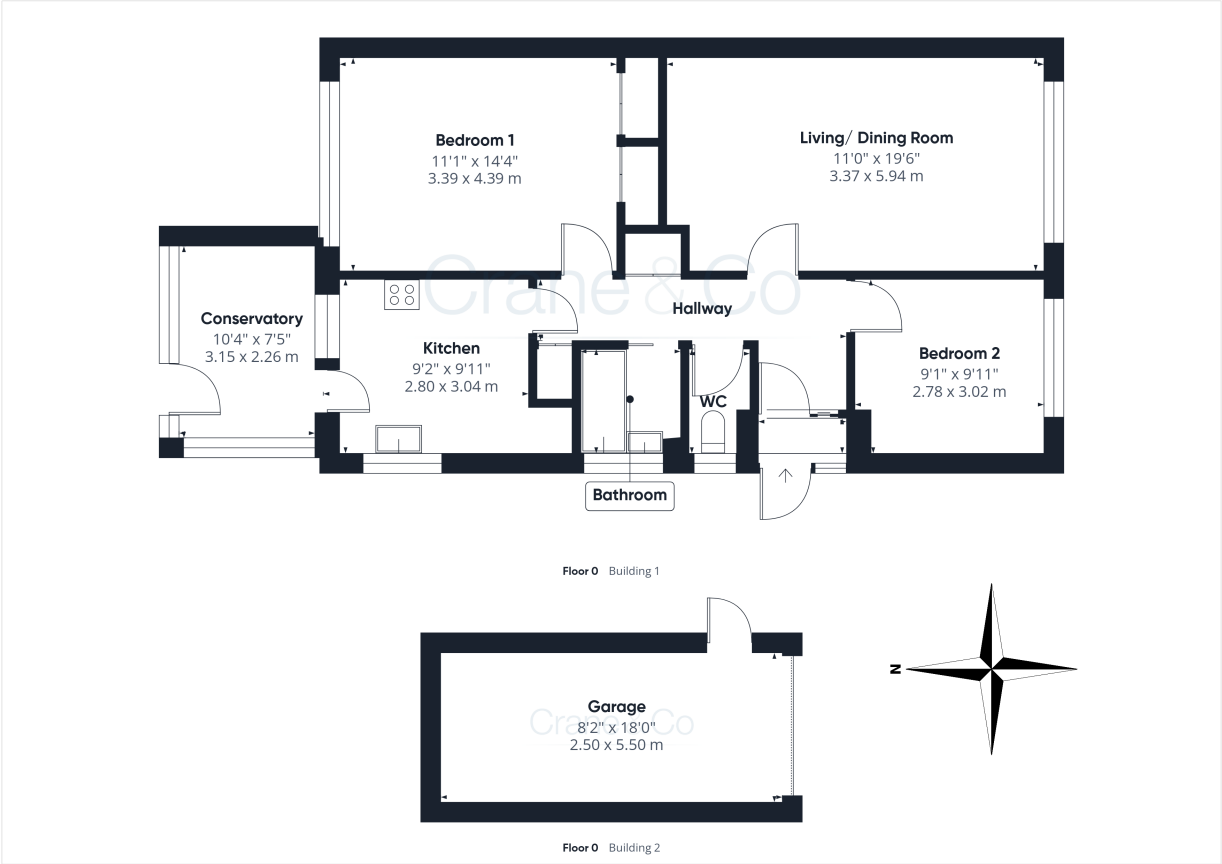 Bedroom 1
11'1" x 14'4"
3.39 x 4.39 m
Living/ Dining Room
11'0" x 19'6"
3.37 x 5.94 m
Crane & Co
Hallway
Conservatory
10'4" x 7'5"
3.15 x 2.26 m
Kitchen
9'2" x 9'11"
2.80 x 3.04 m
Bedroom 2
9'1" x 9'11"
2.78 x 3.02 m
WC
Bathroom
Floor 0 Building 1
N
Garage
8'2" x 18'0"
2.50 x 5.50 m
Crane & Co
Floor 0 Building 2